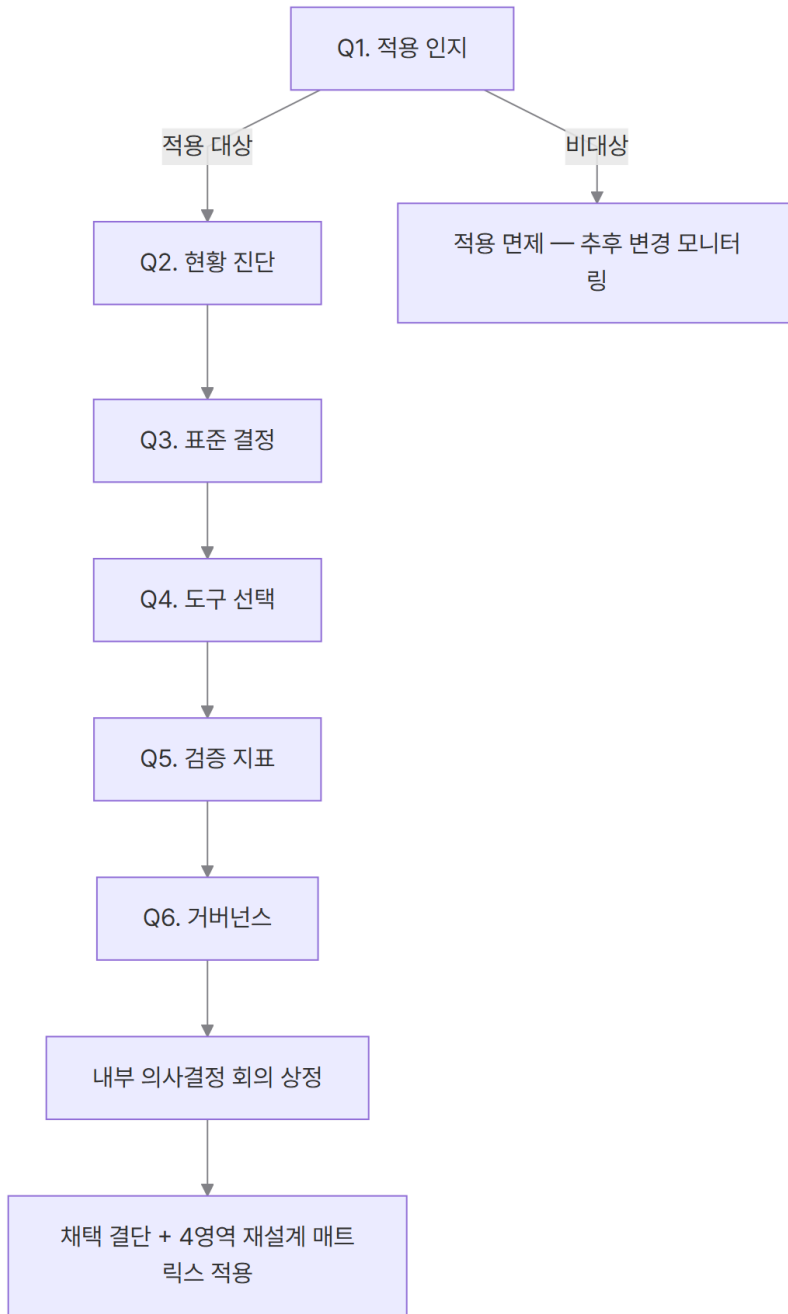 Q1. 적용 인지
적용 대상
비대상
Q2. 현황 진단
적용 면제 — 추후 변경 모니터
링
Q3. 표준 결정
Q4. 도구 선택
Q5. 검증 지표
Q6. 거버넌스
내부 의사결정 회의 상정
채택 결단 + 4영역 재설계 매트
릭스 적용